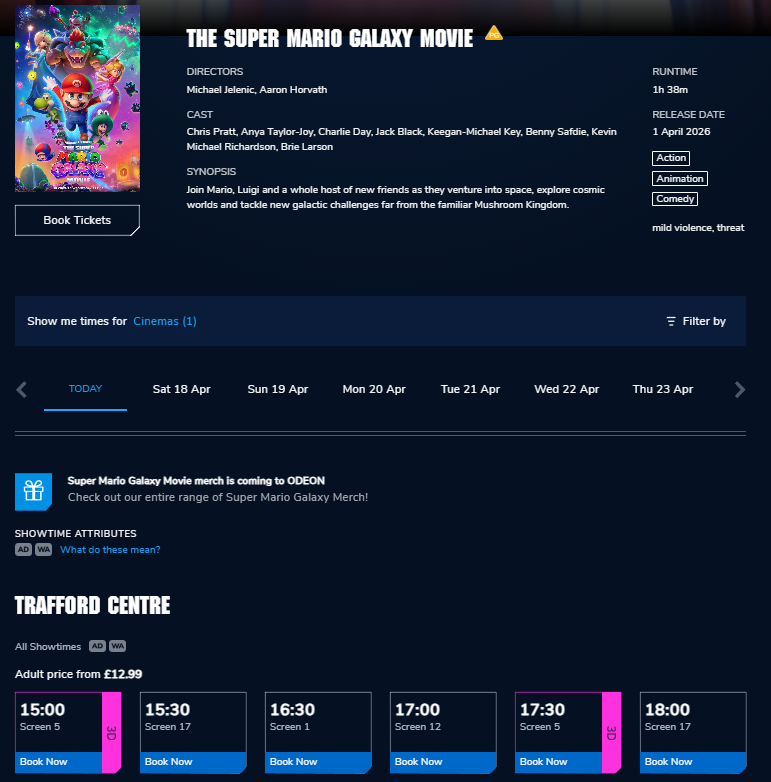 THE SUPER MARIO GALAXY MOVIE PG
DIRECTORS
Michael Jelenic, Aaron Horvath
CAST
Chris Pratt, Anya Taylor-Joy, Charlie Day, Jack Black, Keegan-Michael Key, Benny Safdie, Kevin
Michael Richardson, Brie Larson
SYNOPSIS
Join Mario, Luigi and a whole host of new friends as they venture into space, explore cosmic
worlds and tackle new galactic challenges far from the familiar Mushroom Kingdom.
RUNTIME
1h 38m
RELEASE DATE
1 April 2026
Action
Animation
Comedy
mild violence, threat
THE SUPER
MARIO
GALAXY
MOVIE
Book Tickets
Show me times for Cinemas (1)
Filter by
TODAY
Sat 18 Apr
Sun 19 Apr
Mon 20 Apr
Tue 21 Apr
Wed 22 Apr
Thu 23 Apr
Super Mario Galaxy Movie merch is coming to ODEON
Check out our entire range of Super Mario Galaxy Merch!
SHOWTIME ATTRIBUTES
AD WA What do these mean?
TRAFFORD CENTRE
All Showtimes AD WA
Adult price from £12.99
15:00
Screen 5
3D
Book Now
15:30
Screen 17
Book Now
16:30
Screen 1
Book Now
17:00
Screen 12
Book Now
17:30
Screen 5
3D
Book Now
18:00
Screen 17
Book Now